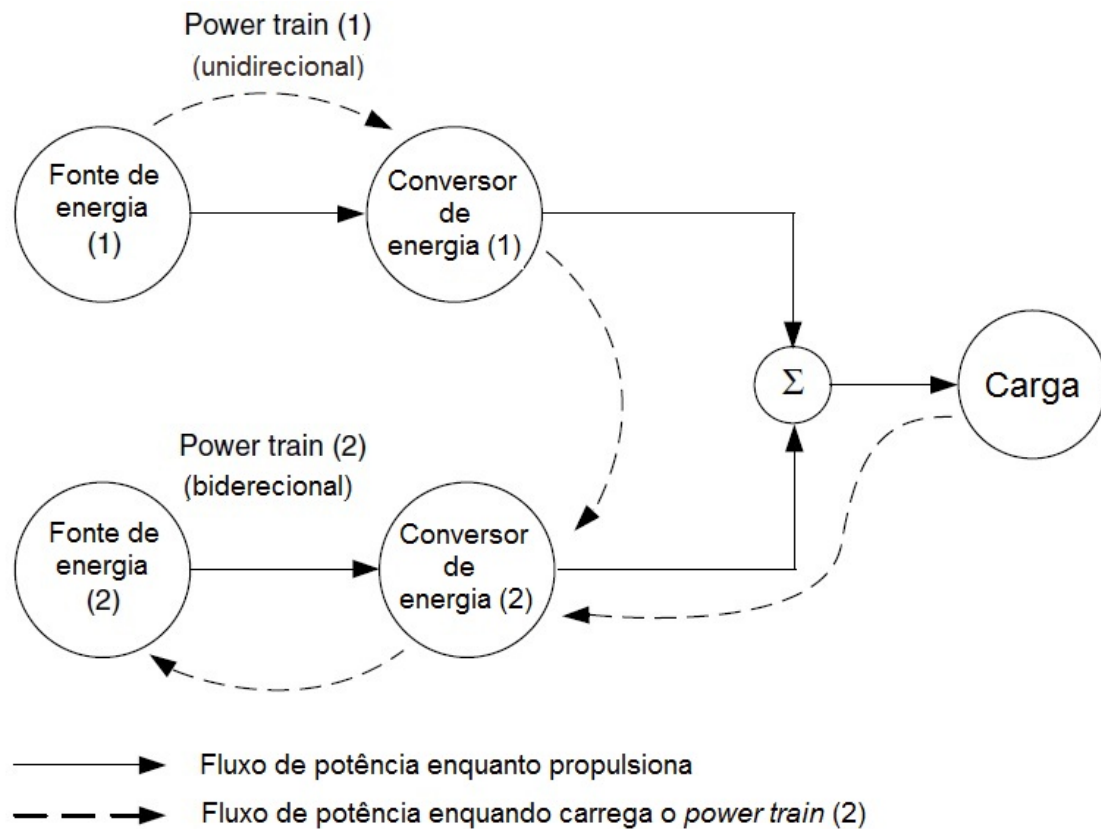 Power train (1)
(unidirecional)
Fonte de
energia
(1)
Conversor
de
energia (1)
Σ
Carga
Power train (2)
(biderecional)
Fonte de
energia
(2)
Conversor
de
energia (2)
Fluxo de potência enquanto propulsiona
Fluxo de potência enquando carrega o power train (2)